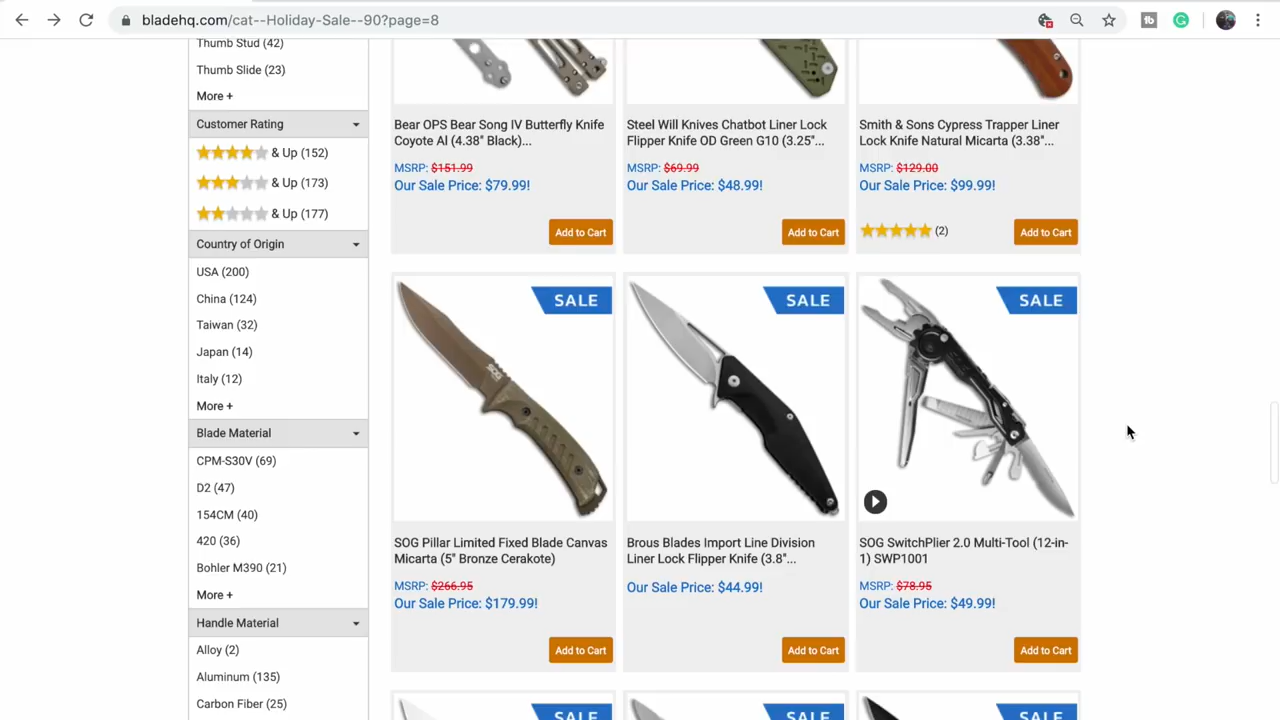 bladehq.com/cat--Holiday-Sale--90?page=8
Thumb Stud (42)
Thumb Slide (23)
More +
Customer Rating
& Up (152)
& Up (173)
& Up (177)
Country of Origin
USA (200)
China (124)
Taiwan (32)
Japan (14)
Italy (12)
More +
Blade Material
CPM-S30V (69)
D2 (47)
154CM (40)
420 (36)
Bohler M390 (21)
More +
Handle Material
Alloy (2)
Aluminum (135)
Carbon Fiber (25)
Bear OPS Bear Song IV Butterfly Knife
Coyote Al (4.38" Black)...
MSRP: $151.99
Our Sale Price: $79.99!
Add to Cart
Steel Will Knives Chatbot Liner Lock
Flipper Knife OD Green G10 (3.25"...
MSRP: $69.99
Our Sale Price: $48.99!
Add to Cart
Smith & Sons Cypress Trapper Liner
Lock Knife Natural Micarta (3.38"...
MSRP: $129.00
Our Sale Price: $99.99!
(2)
Add to Cart
SALE
SOG
SOG Pillar Limited Fixed Blade Canvas
Micarta (5" Bronze Cerakote)
MSRP: $266.95
Our Sale Price: $179.99!
Add to Cart
SALE
Brous Blades Import Line Division
Liner Lock Flipper Knife (3.8"...
Our Sale Price: $44.99!
Add to Cart
SALE
SOG SwitchPlier 2.0 Multi-Tool (12-in-
1) SWP1001
MSRP: $78.95
Our Sale Price: $49.99!
Add to Cart
SALE
SALE
SALE